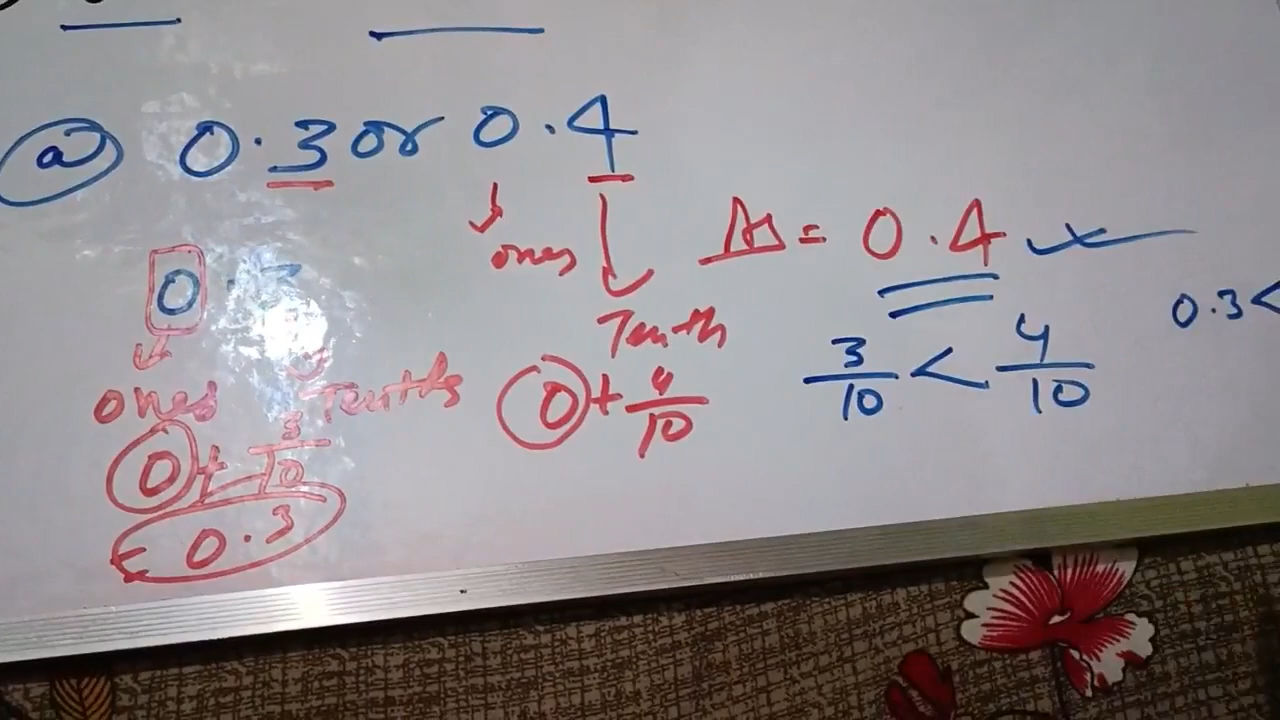 a 0.3 or 0.4
ones
Tenth
0 + 4/10
0
ones Tenths
0 + 3/10
= 0.3
As = 0.4
3/10 < 4/10
0.3 <